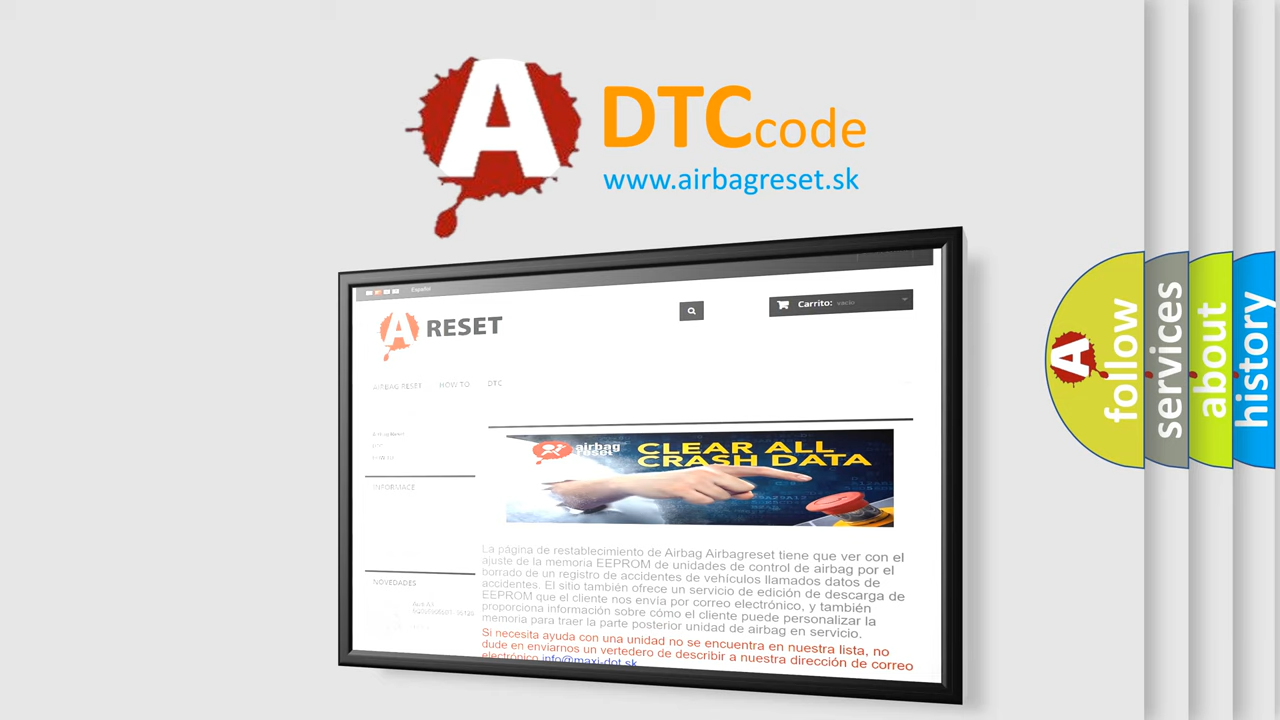 A DTCcode
www.airbagreset.sk
Español
A RESET
Carrito: vacío
AIRBAG RESET HOW TO DTC
INFORMACE
NOVEDADES
airbag
reset
CLEAR ALL
CRASH DATA
La página de restablecimiento de Airbag Airbagreset tiene que ver con el
ajuste de la memoria EEPROM de unidades de control de airbag por el
borrado de un registro de accidentes de vehículos llamados datos de
accidentes. El sitio también ofrece un servicio de edición de descarga de
EEPROM que el cliente nos envía por correo electrónico, y también
proporciona información sobre cómo el cliente puede personalizar la
memoria para traer la parte posterior unidad de airbag en servicio.
Si necesita ayuda con una unidad no se encuentra en nuestra lista, no
dude en enviarnos un vertedero de describir a nuestra dirección de correo
electrónico info@maxi-dot.sk
A follow
services
about
history